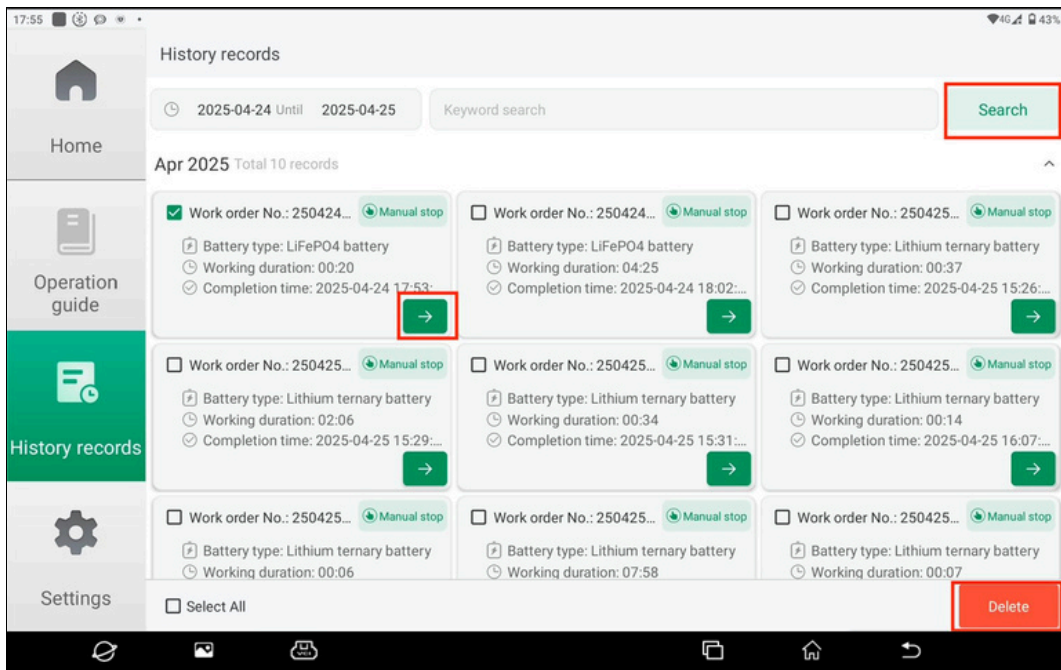 17:55
4G 43%
History records
2025-04-24 Until 2025-04-25
Keyword search
Search
Home
Apr 2025 Total 10 records
Work order No.: 250424... Manual stop
Battery type: LiFePO4 battery
Working duration: 00:20
Completion time: 2025-04-24 17:53:
Work order No.: 250424... Manual stop
Battery type: LiFePO4 battery
Working duration: 04:25
Completion time: 2025-04-24 18:02:...
Work order No.: 250425... Manual stop
Battery type: Lithium ternary battery
Working duration: 00:37
Completion time: 2025-04-25 15:26:...
Operation
guide
Work order No.: 250425... Manual stop
Battery type: Lithium ternary battery
Working duration: 02:06
Completion time: 2025-04-25 15:29:...
Work order No.: 250425... Manual stop
Battery type: Lithium ternary battery
Working duration: 00:34
Completion time: 2025-04-25 15:31:...
Work order No.: 250425... Manual stop
Battery type: Lithium ternary battery
Working duration: 00:14
Completion time: 2025-04-25 16:07:...
History records
Work order No.: 250425... Manual stop
Battery type: Lithium ternary battery
Working duration: 00:06
Work order No.: 250425... Manual stop
Battery type: Lithium ternary battery
Working duration: 07:58
Work order No.: 250425... Manual stop
Battery type: Lithium ternary battery
Working duration: 00:07
Settings
Select All
Delete
VCI